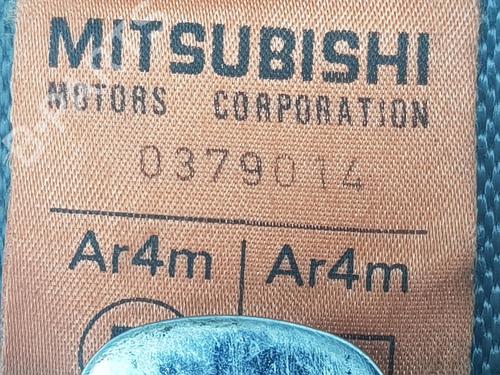 MITSUBISHI
MOTORS CORPORATION
0379014
Ar4m Ar4m